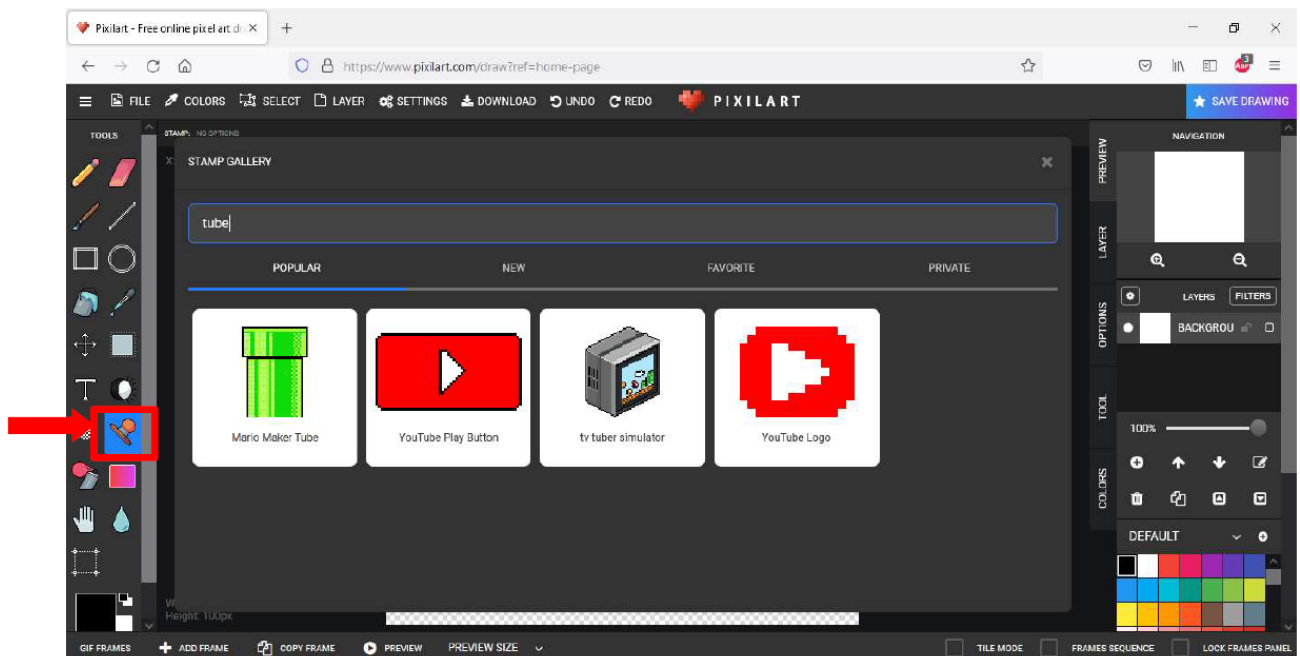 Pixilart - Free online pixel art dr
https://www.pixilart.com/draw?ref=home-page
FILE COLORS SELECT LAYER SETTINGS DOWNLOAD UNDO REDO PIXILART SAVE DRAWING
TOOLS
STAMP: NO OPTIONS
NAVIGATION
X:
STAMP GALLERY
PREVIEW
tube
LAYER
POPULAR NEW FAVORITE PRIVATE
LAYERS FILTERS
OPTIONS
BACKGROU
Mario Maker Tube YouTube Play Button tv tuber simulator YouTube Logo
TOOL
100%
COLORS
DEFAULT
W
Height: 100px
GIF FRAMES ADD FRAME COPY FRAME PREVIEW PREVIEW SIZE TILE MODE FRAMES SEQUENCE LOCK FRAMES PANEL